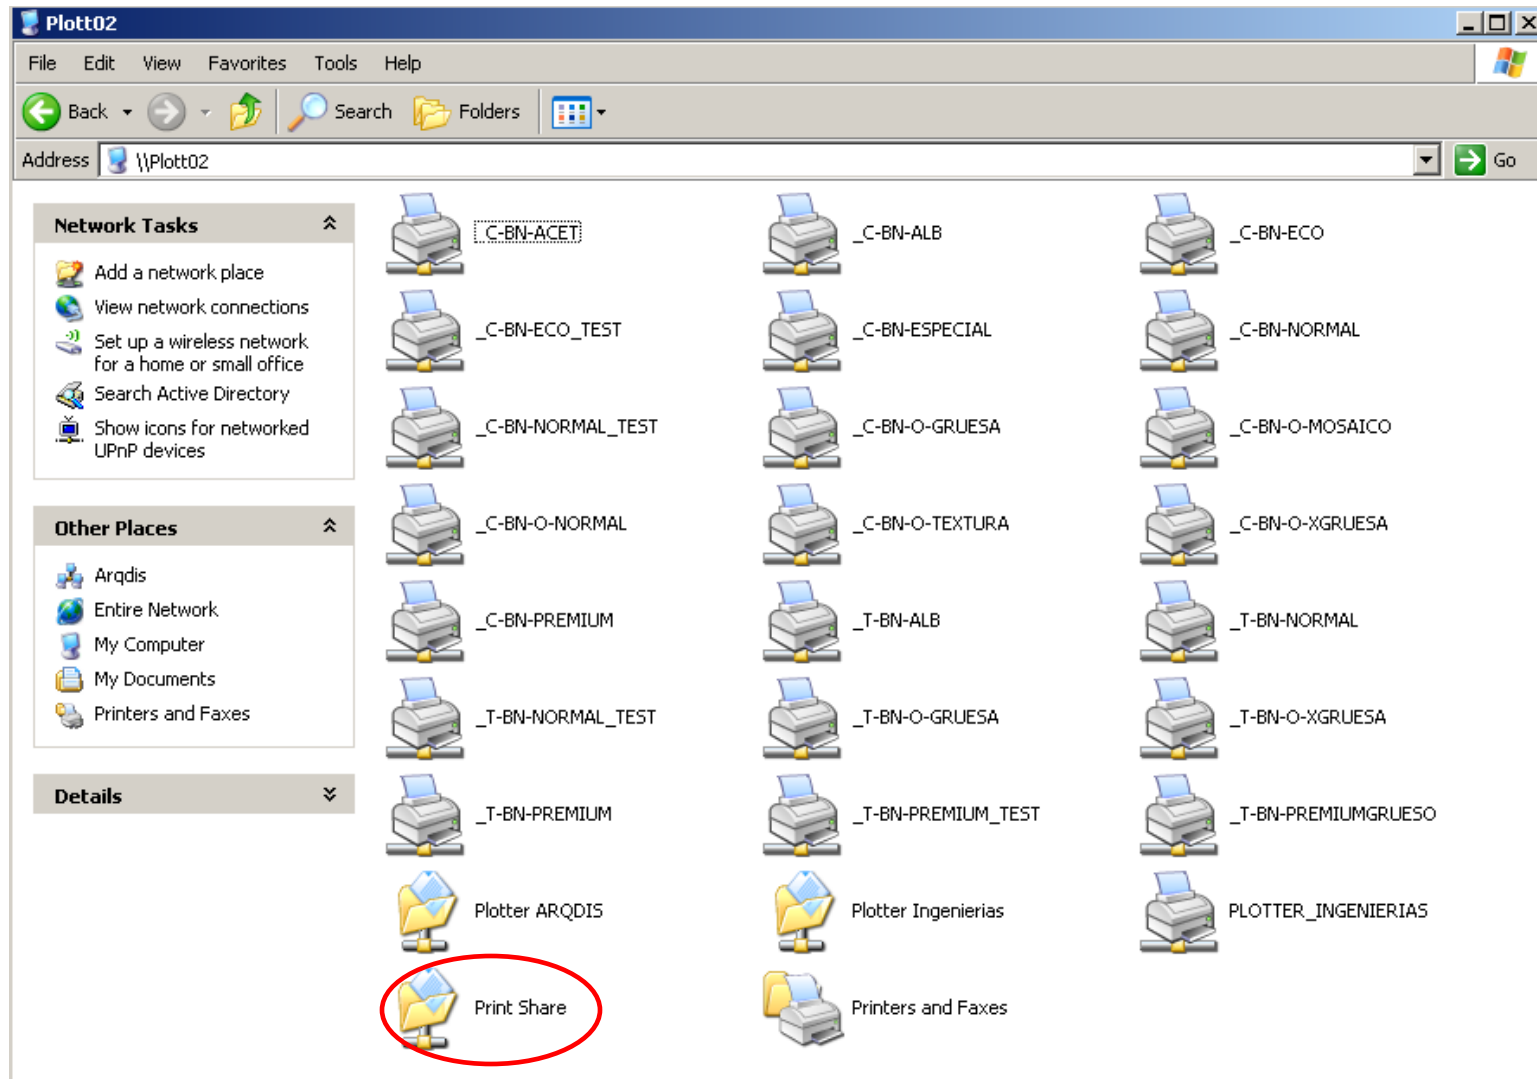 Plott02
File Edit View Favorites Tools Help
Back Search Folders
Address \\Plott02 Go
Network Tasks
Add a network place
View network connections
Set up a wireless network
for a home or small office
Search Active Directory
Show icons for networked
UPnP devices
Other Places
Arqdis
Entire Network
My Computer
My Documents
Printers and Faxes
Details
_C-BN-ACET _C-BN-ALB _C-BN-ECO
_C-BN-ECO_TEST _C-BN-ESPECIAL _C-BN-NORMAL
_C-BN-NORMAL_TEST _C-BN-O-GRUESA _C-BN-O-MOSAICO
_C-BN-O-NORMAL _C-BN-O-TEXTURA _C-BN-O-XGRUESA
_C-BN-PREMIUM _T-BN-ALB _T-BN-NORMAL
_T-BN-NORMAL_TEST _T-BN-O-GRUESA _T-BN-O-XGRUESA
_T-BN-PREMIUM _T-BN-PREMIUM_TEST _T-BN-PREMIUMGRUESO
Plotter ARQDIS Plotter Ingenierias PLOTTER_INGENIERIAS
Print Share Printers and Faxes